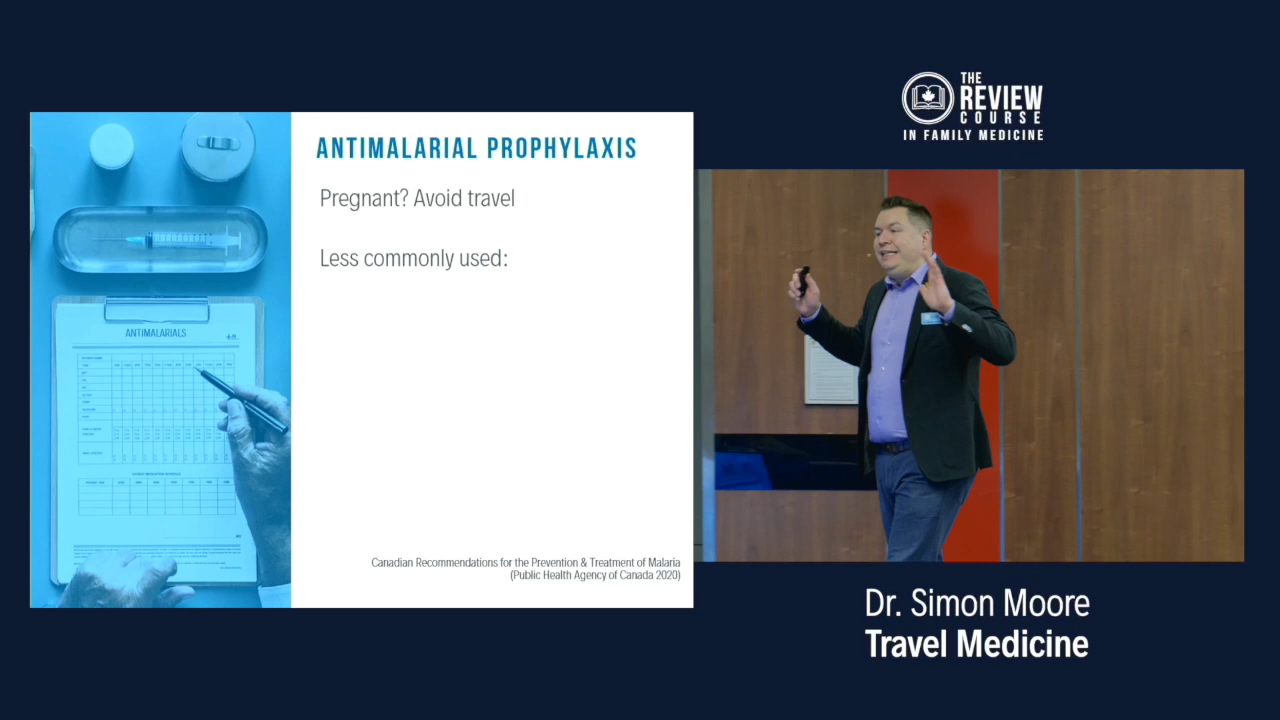 THE
REVIEW
COURSE
IN FAMILY MEDICINE
ANTIMALARIAL PROPHYLAXIS
Pregnant? Avoid travel
Less commonly used:
ANTIMALARIALS
Canadian Recommendations for the Prevention & Treatment of Malaria
(Public Health Agency of Canada 2020)
Dr. Simon Moore
Travel Medicine